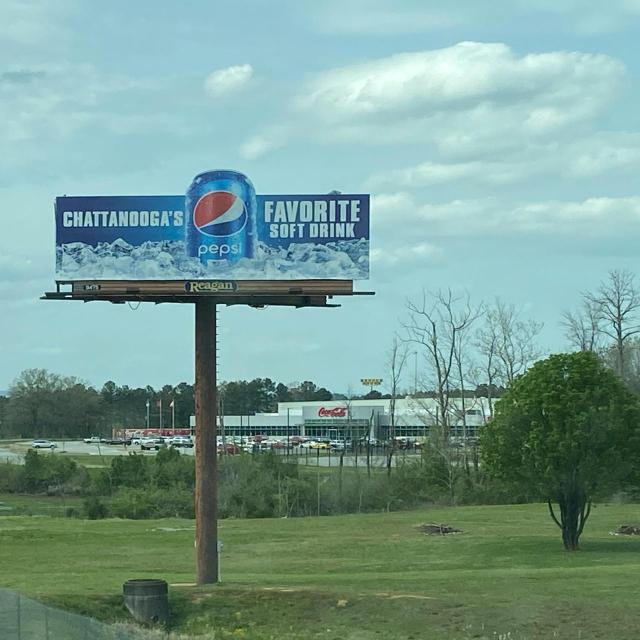 CHATTANOOGA'S
pepsi
FAVORITE
SOFT DRINK
Reagan
Coca-Cola